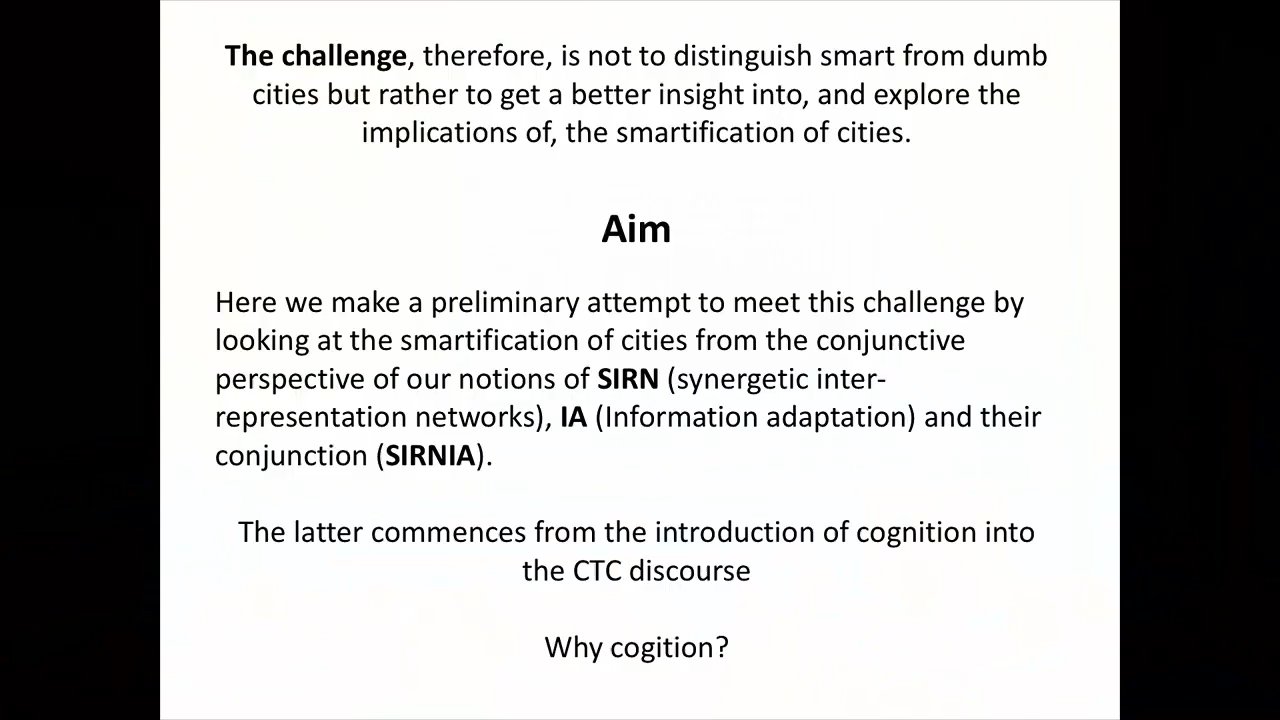 The challenge, therefore, is not to distinguish smart from dumb
cities but rather to get a better insight into, and explore the
implications of, the smartification of cities.
Aim
Here we make a preliminary attempt to meet this challenge by
looking at the smartification of cities from the conjunctive
perspective of our notions of SIRN (synergetic inter-
representation networks), IA (Information adaptation) and their
conjunction (SIRNIA).
The latter commences from the introduction of cognition into
the CTC discourse
Why cogition?